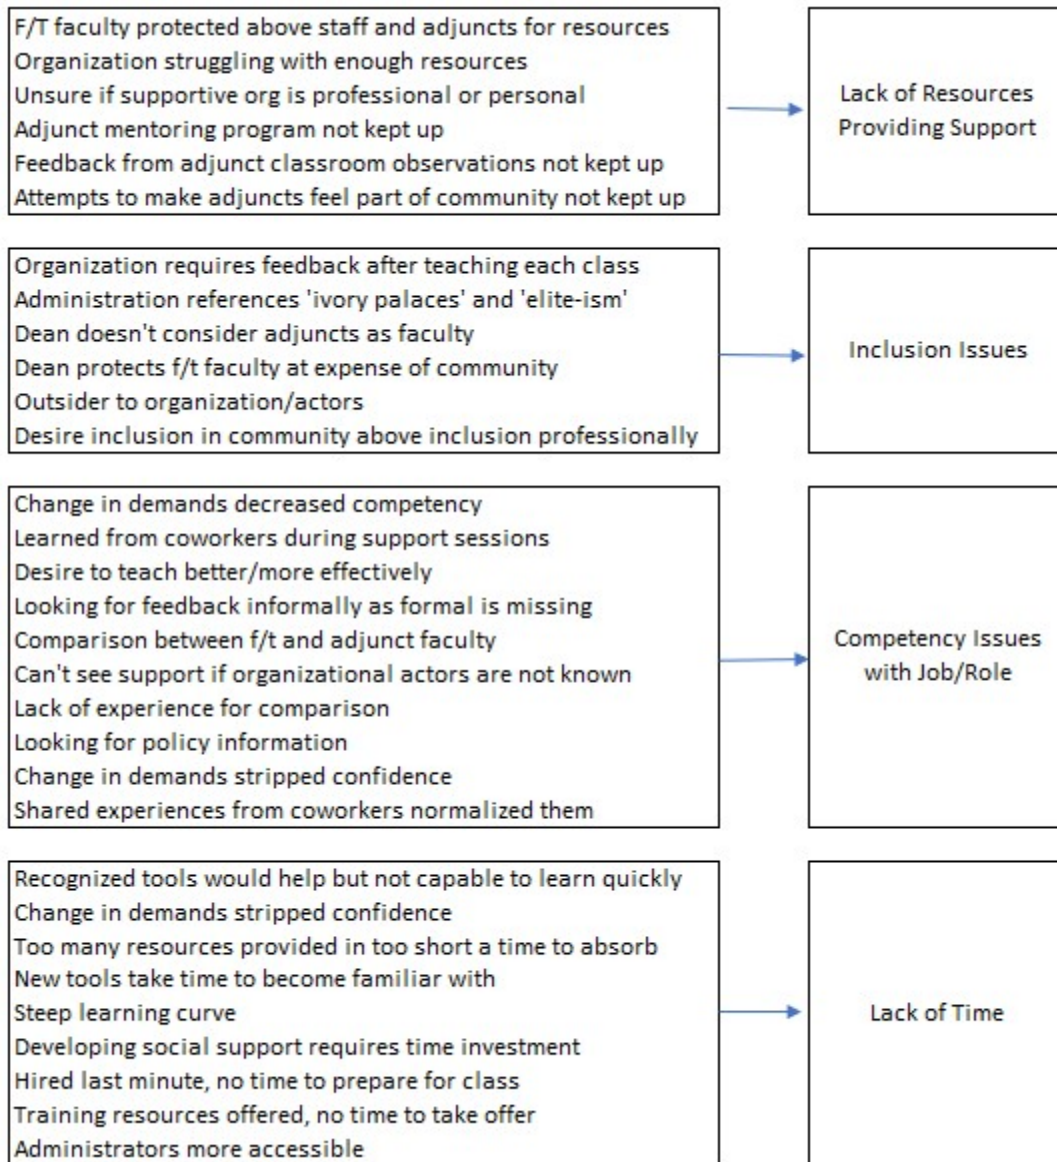 F/T faculty protected above staff and adjuncts for resources
Organization struggling with enough resources
Unsure if supportive org is professional or personal
Adjunct mentoring program not kept up
Feedback from adjunct classroom observations not kept up
Attempts to make adjuncts feel part of community not kept up
Lack of Resources
Providing Support
Organization requires feedback after teaching each class
Administration references 'ivory palaces' and 'elite-ism'
Dean doesn't consider adjuncts as faculty
Dean protects f/t faculty at expense of community
Outsider to organization/actors
Desire inclusion in community above inclusion professionally
Inclusion Issues
Change in demands decreased competency
Learned from coworkers during support sessions
Desire to teach better/more effectively
Looking for feedback informally as formal is missing
Comparison between f/t and adjunct faculty
Can't see support if organizational actors are not known
Lack of experience for comparison
Looking for policy information
Change in demands stripped confidence
Shared experiences from coworkers normalized them
Competency Issues
with Job/Role
Recognized tools would help but not capable to learn quickly
Change in demands stripped confidence
Too many resources provided in too short a time to absorb
New tools take time to become familiar with
Steep learning curve
Developing social support requires time investment
Hired last minute, no time to prepare for class
Training resources offered, no time to take offer
Administrators more accessible
Lack of Time